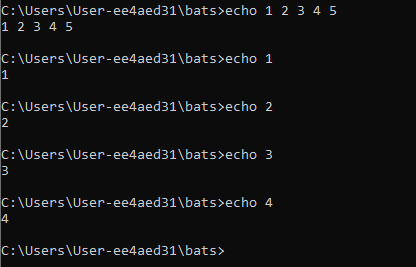 C:\Users\User-ee4aed31\bats>echo 1 2 3 4 5
1 2 3 4 5
C:\Users\User-ee4aed31\bats>echo 1
1
C:\Users\User-ee4aed31\bats>echo 2
2
C:\Users\User-ee4aed31\bats>echo 3
3
C:\Users\User-ee4aed31\bats>echo 4
4
C:\Users\User-ee4aed31\bats>